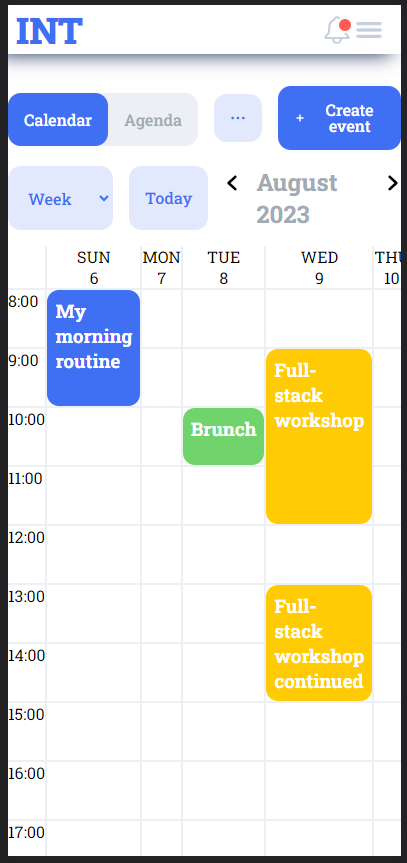 INT
Calendar
Agenda
...
+ Create
event
Week
Today
August
2023
SUN
6
MON
7
TUE
8
WED
9
THU
10
8:00
9:00
10:00
11:00
12:00
13:00
14:00
15:00
16:00
17:00
My
morning
routine
Brunch
Full-
stack
workshop
Full-
stack
workshop
continued